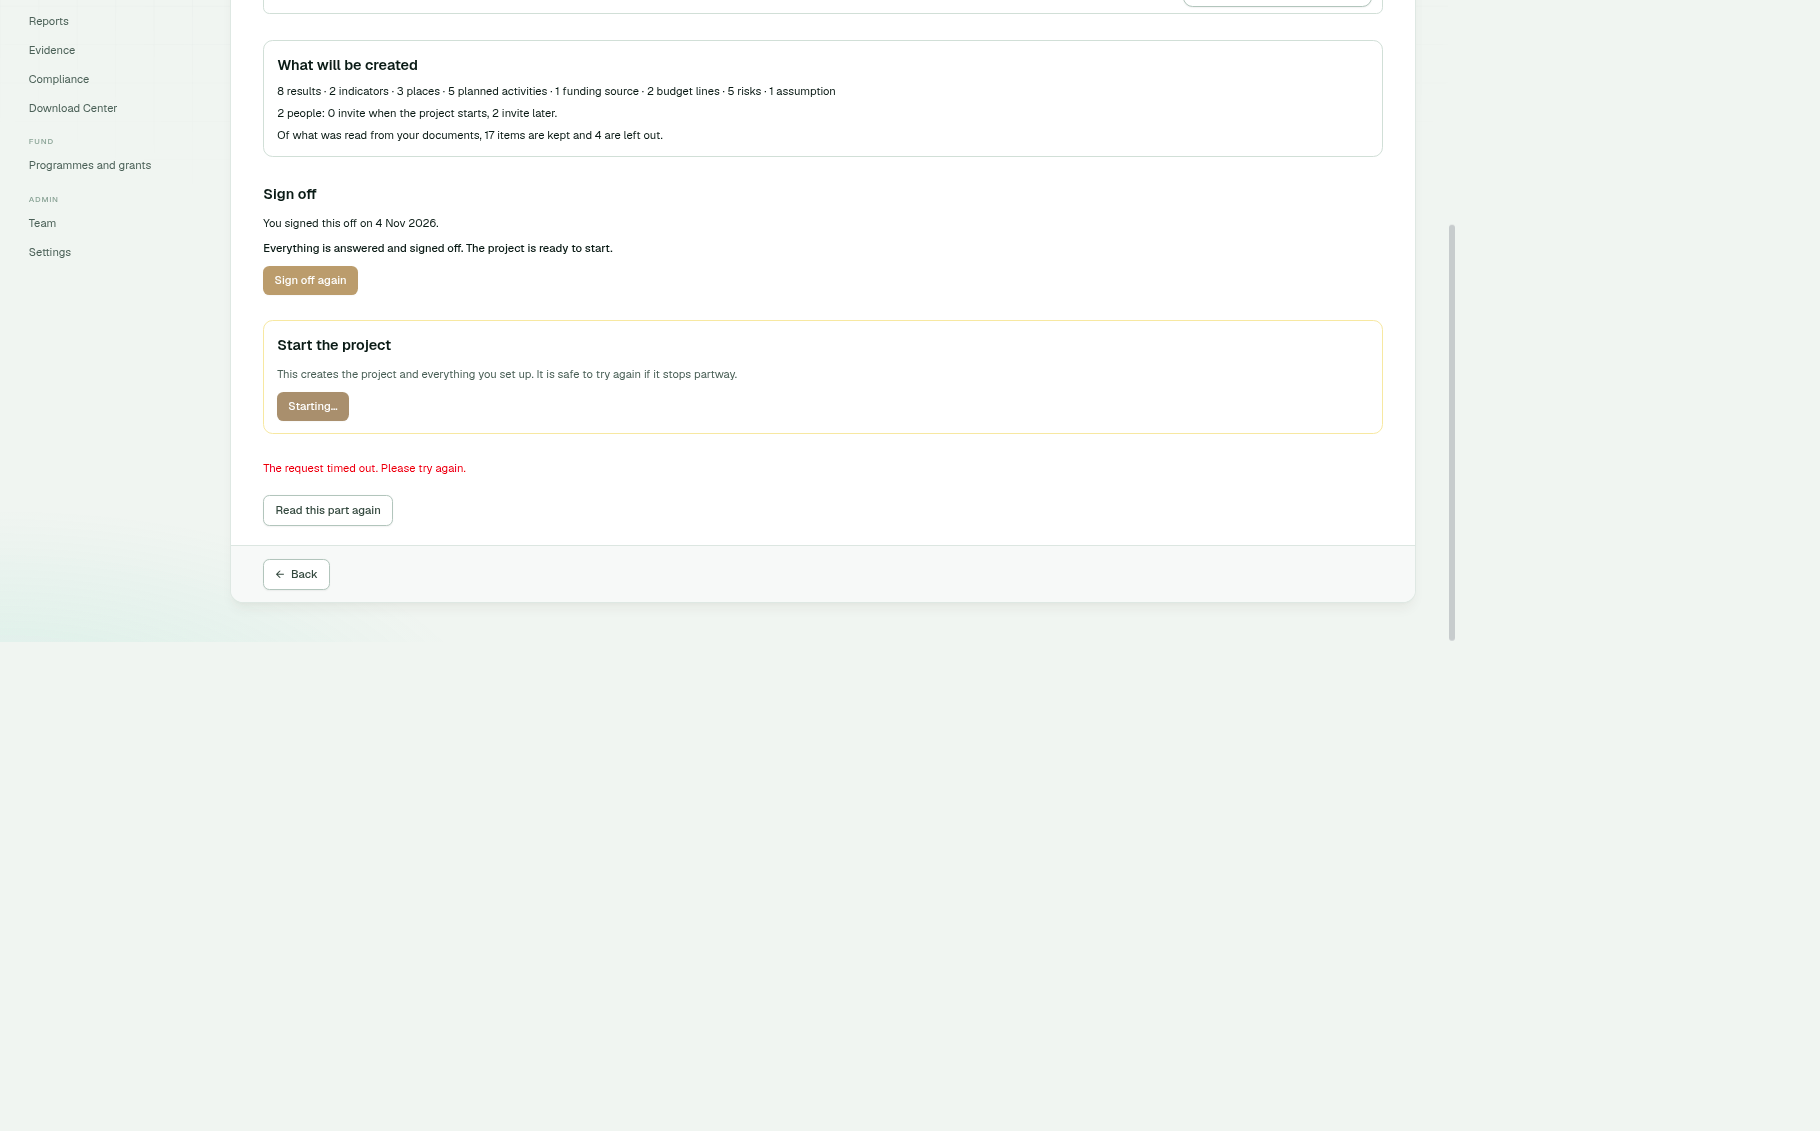 Reports
Evidence
Compliance
Download Center
FUND
Programmes and grants
ADMIN
Team
Settings
What will be created
8 results · 2 indicators · 3 places · 5 planned activities · 1 funding source · 2 budget lines · 5 risks · 1 assumption
2 people: 0 invite when the project starts, 2 invite later.
Of what was read from your documents, 17 items are kept and 4 are left out.
Sign off
You signed this off on 4 Nov 2026.
Everything is answered and signed off. The project is ready to start.
Sign off again
Start the project
This creates the project and everything you set up. It is safe to try again if it stops partway.
Starting…
The request timed out. Please try again.
Read this part again
← Back